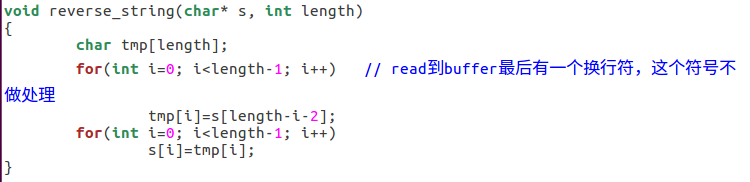 void reverse_string(char* s, int length)
{
        char tmp[length];
        for(int i=0; i<length-1; i++)   // read到buffer最后有一个换行符，这个符号不
做处理
                tmp[i]=s[length-i-2];
        for(int i=0; i<length-1; i++)
                s[i]=tmp[i];
}